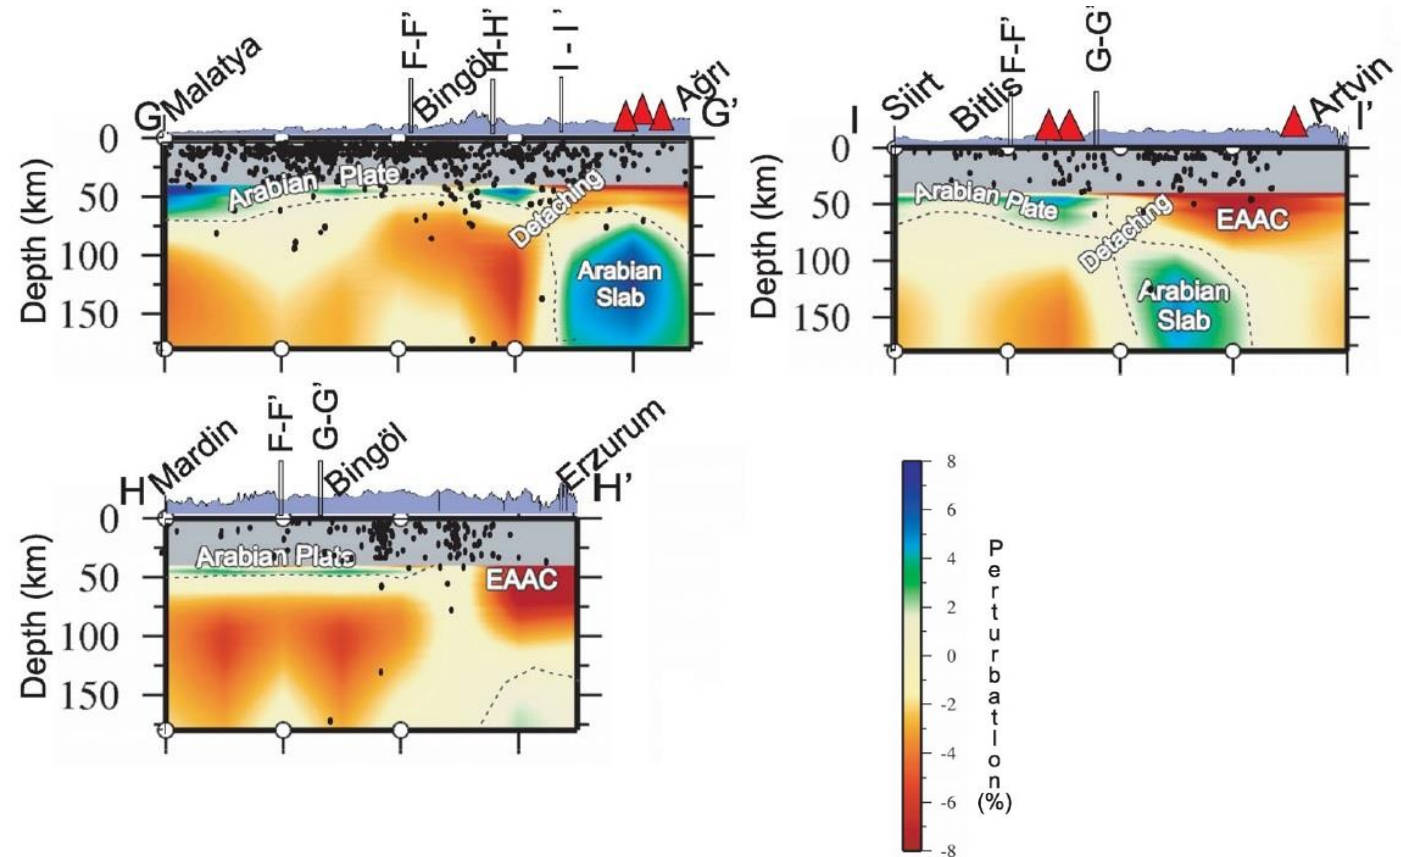 F-F'
H-H'
I - I'
G
Malatya
Bingöl
Ağrı
G'
0
50
100
150
Depth (km)
Arabian Plate
Detaching
Arabian
Slab
F-F'
G-G'
I
Siirt
Bitlis
Artvin
I'
0
50
100
150
Depth (km)
Arabian Plate
Detaching
EAAC
Arabian
Slab
F-F'
G-G'
H
Mardin
Bingöl
Erzurum
H'
0
50
100
150
Depth (km)
Arabian Plate
EAAC
8
6
4
2
0
-2
-4
-6
-8
Perturbation
(%)